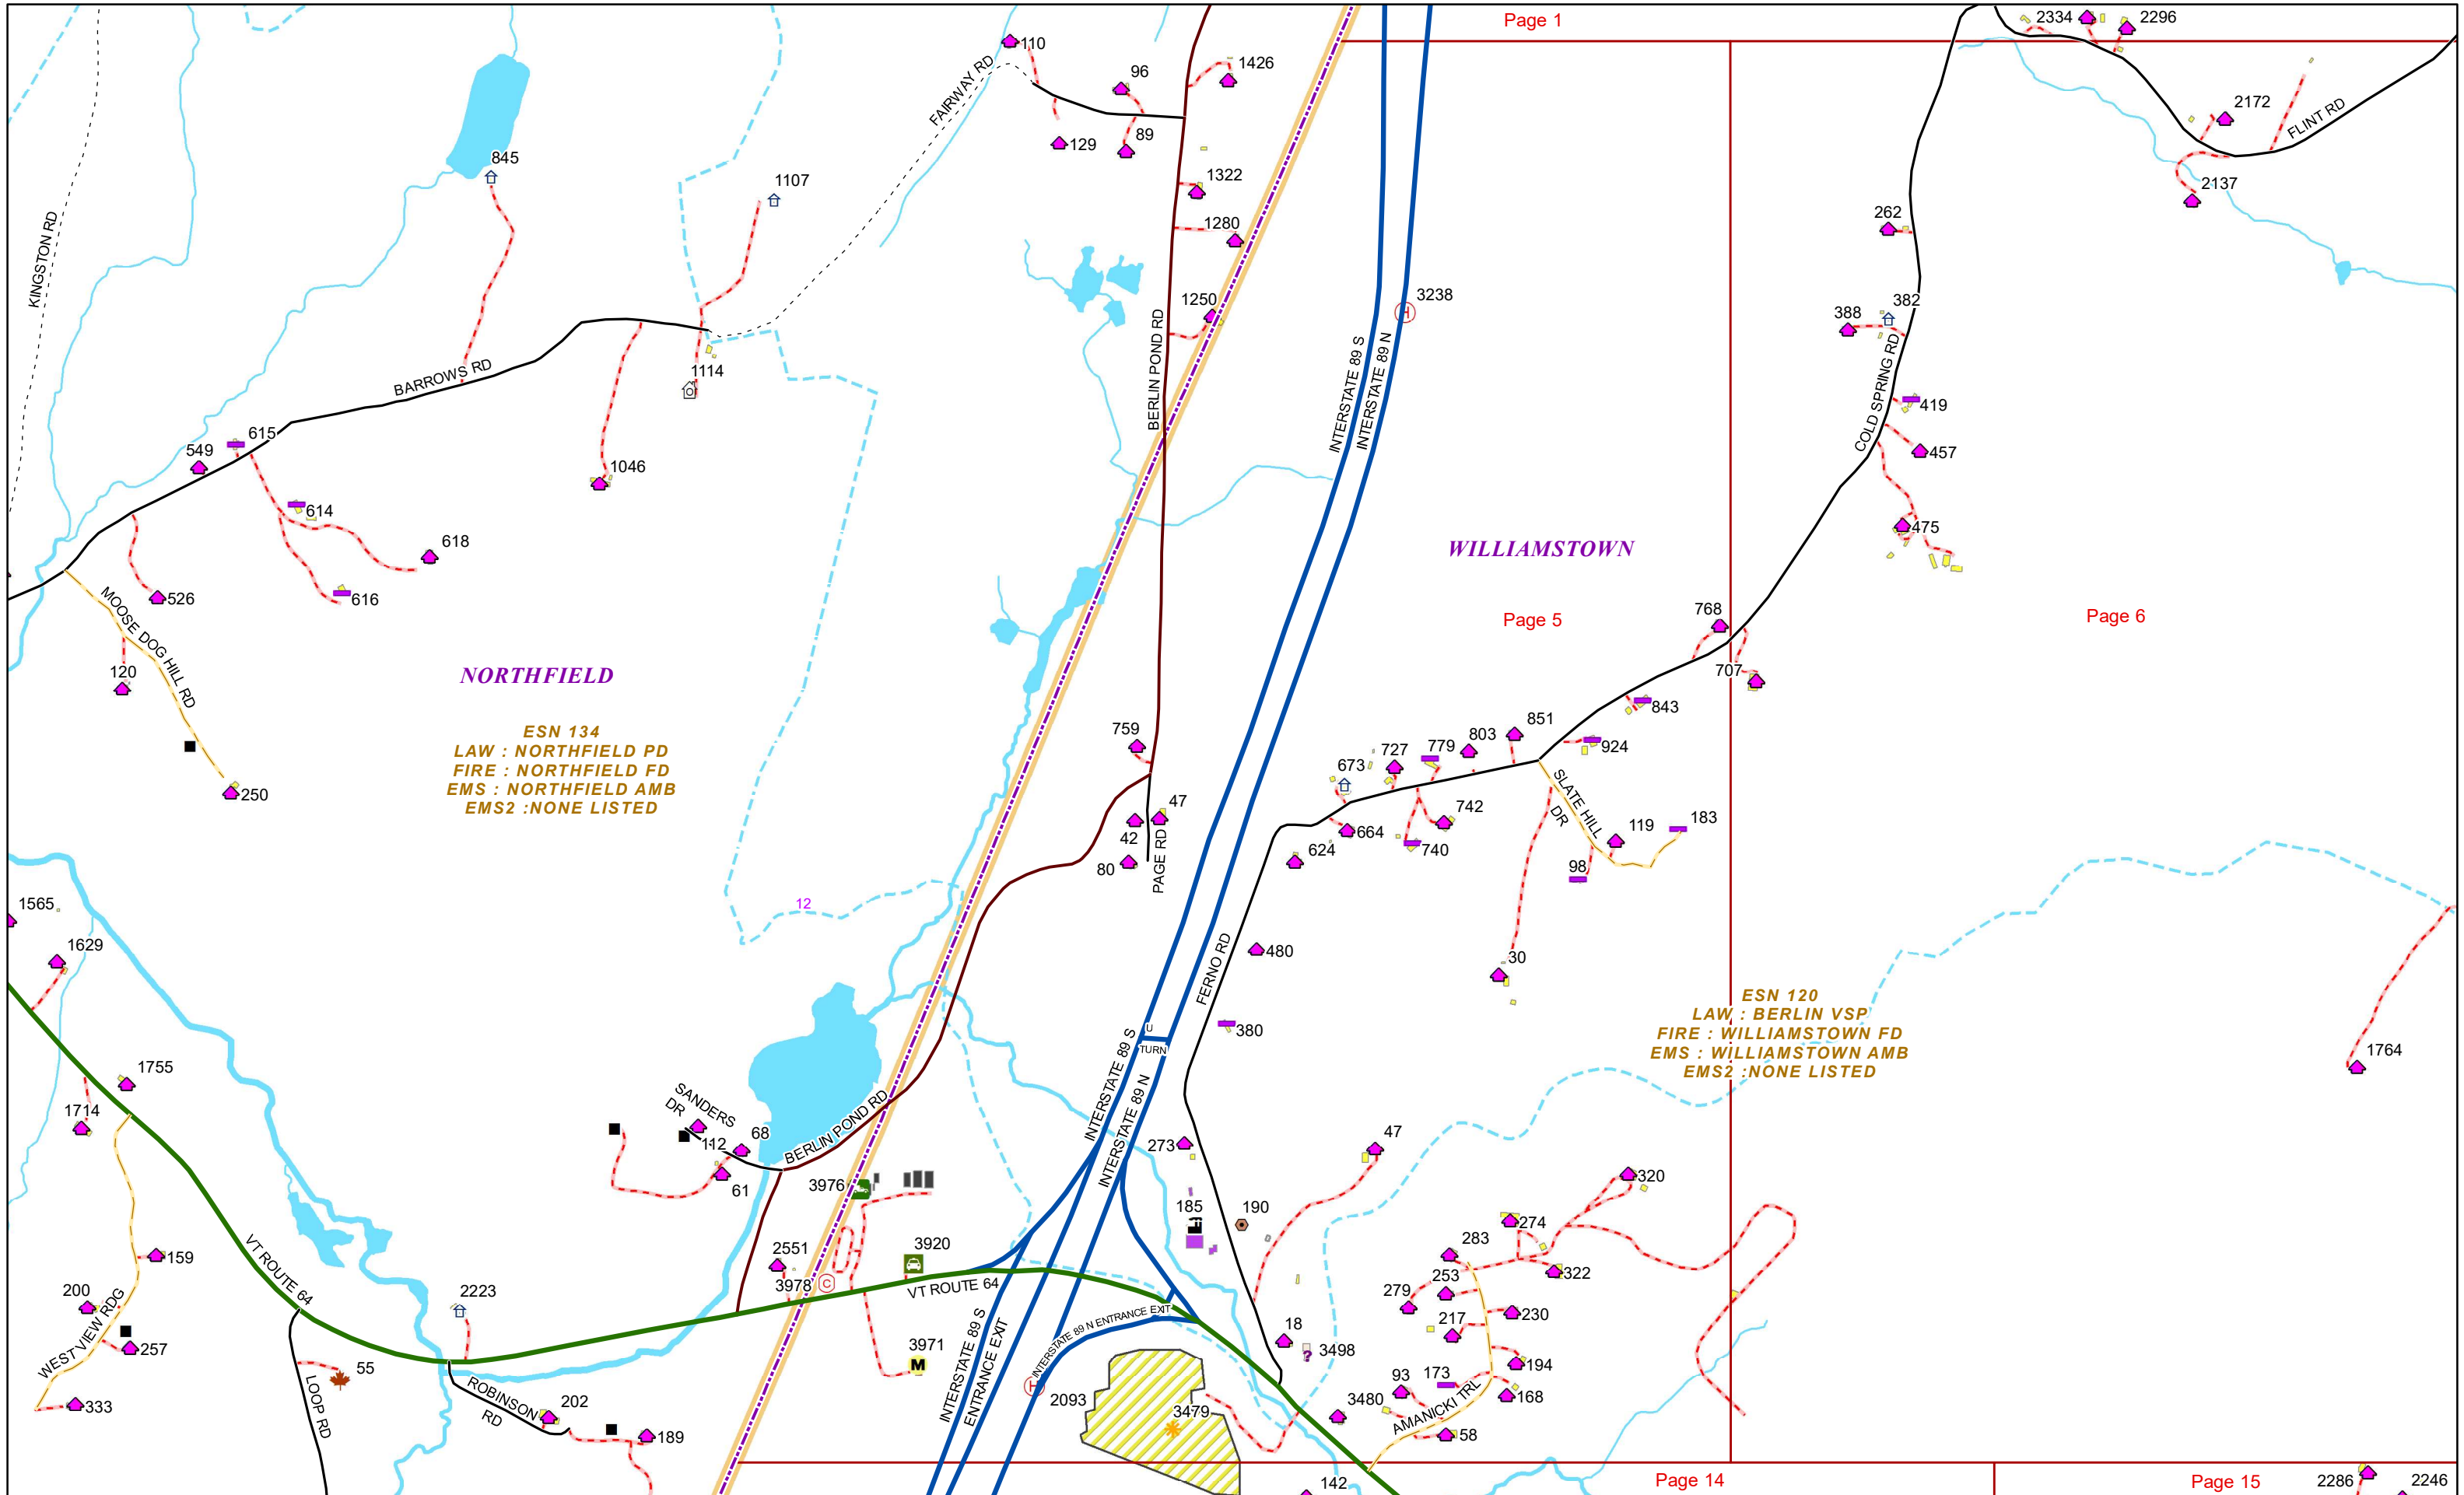 Page 1
2334
2296
110
FAIRWAY RD
96
1426
2172
FLINT RD
129
89
845
1107
1322
2137
KINGSTON RD
262
1280
3238
1250
388
382
BERLIN POND RD
INTERSTATE 89 S
INTERSTATE 89 N
COLD SPRING RD
BARROWS RD
1114
419
549
615
457
1046
614
475
618
WILLIAMSTOWN
526
616
MOOSE DOG HILL RD
768
Page 5
Page 6
120
NORTHFIELD
707
843
ESN 134
LAW : NORTHFIELD PD
FIRE : NORTHFIELD FD
EMS : NORTHFIELD AMB
EMS2 :NONE LISTED
759
851
803
924
727
779
673
250
47
42
PAGE RD
80
742
SLATE HILL
DR
664
119
183
624
740
98
1565
12
1629
480
30
FERNO RD
ESN 120
LAW : BERLIN VSP
FIRE : WILLIAMSTOWN FD
EMS : WILLIAMSTOWN AMB
EMS2 :NONE LISTED
380
U
TURN
INTERSTATE 89 S
INTERSTATE 89 N
1764
1755
1714
SANDERS
DR
112
68
BERLIN POND RD
61
273
47
3976
320
185
190
274
283
159
VT ROUTE 64
2551
3920
3978
VT ROUTE 64
253
322
200
2223
279
230
217
WEST VIEW RDG
257
INTERSTATE 89 S
ENTRANCE EXIT
INTERSTATE 89 N ENTRANCE EXIT
18
3498
?
3971
M
C
H
H
55
LOOP RD
ROBINSON
RD
202
2093
3479
93
173
194
168
3480
AMANICKI TRL
58
333
189
142
Page 14
Page 15
2286
2246